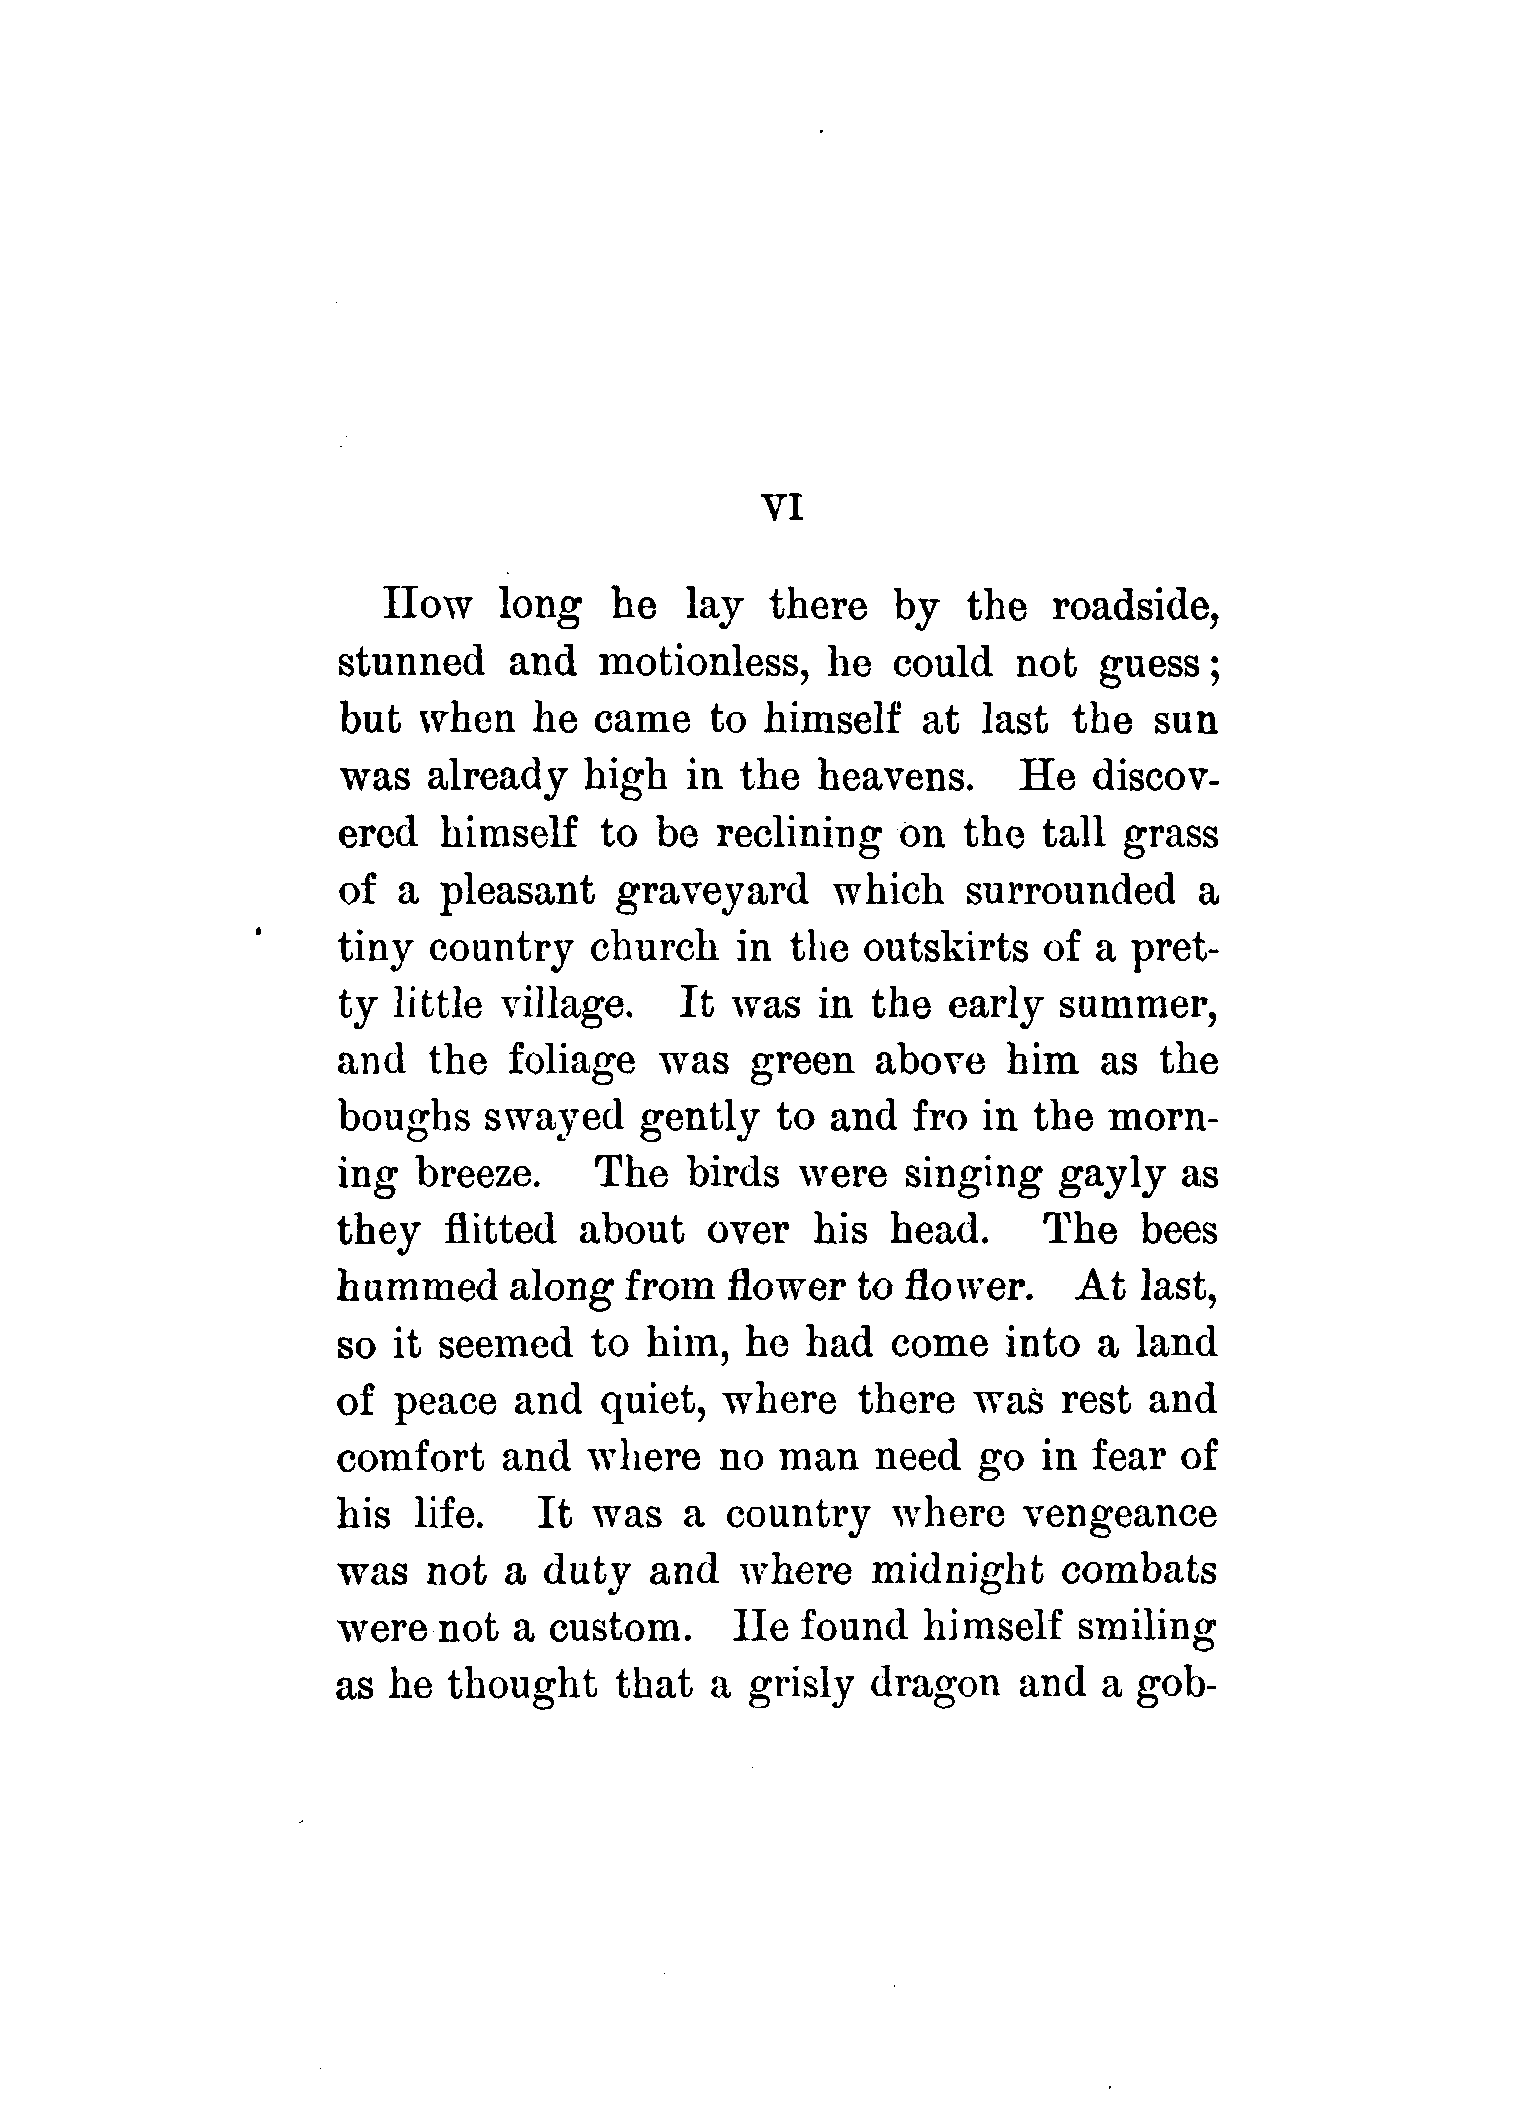 VI
How long he lay there by the roadside,
stunned and motionless, he could not guess;
but when he came to himself at last the sun
was already high in the heavens. He discov-
ered himself to be reclining on the tall grass
of a pleasant graveyard which surrounded a
tiny country church in the outskirts of a pret-
ty little village. It was in the early summer,
and the foliage was green above him as the
boughs swayed gently to and fro in the morn-
ing breeze. The birds were singing gayly as
they flitted about over his head. The bees
hummed along from flower to flower. At last,
so it seemed to him, he had come into a land
of peace and quiet, where there was rest and
comfort and where no man need go in fear of
his life. It was a country where vengeance
was not a duty and where midnight combats
were not a custom. He found himself smiling
as he thought that a grisly dragon and a gob-